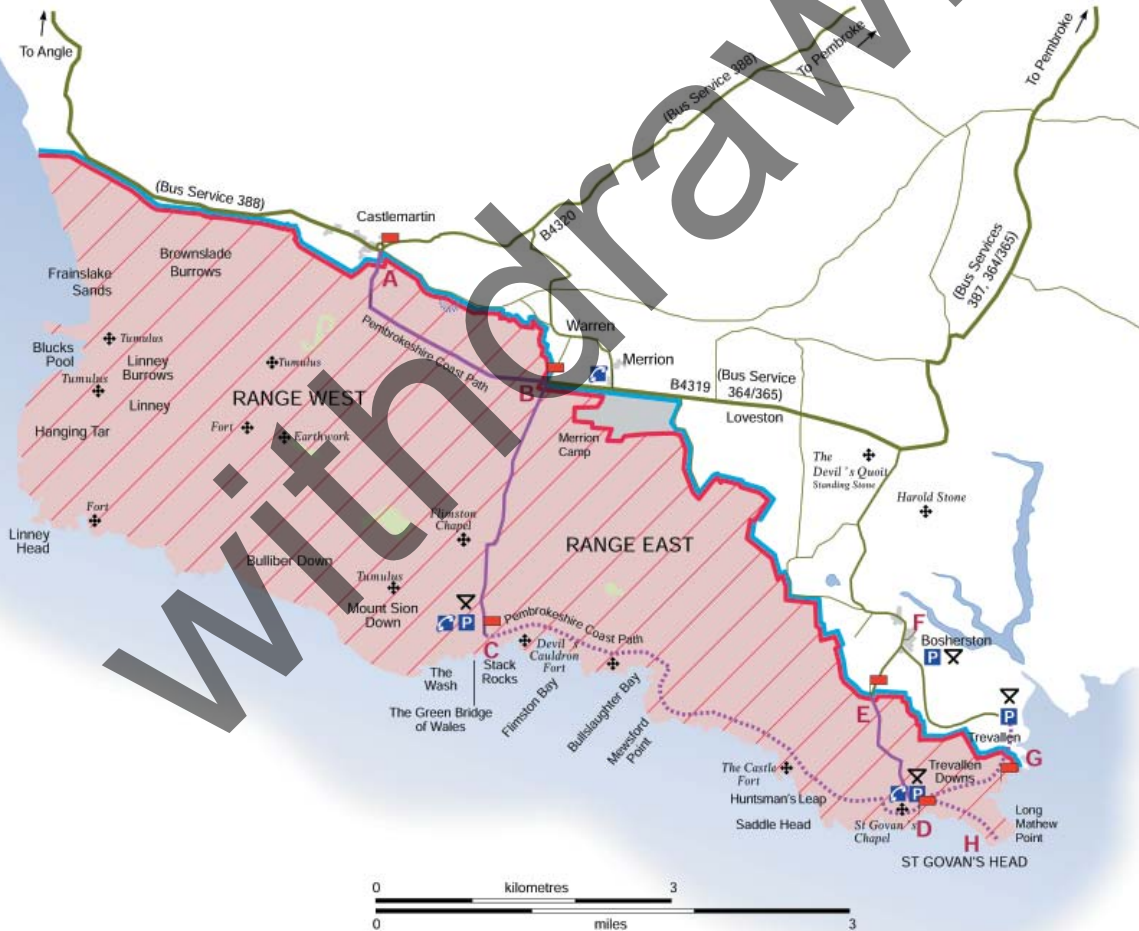 To Angle
To Pembroke
To Pembroke
(Bus Service 388)
(Bus Service 388)
Castlemartin
B4320
(Bus Services
387, 364/365)
Brownslade
Burrows
Frainslake
Sands
A
Tumulus
Warren
Blucks
Pool
Linney
Burrows
Tumulus
Pembrokeshire Coast Path
Merrion
Tumulus
B
B4319
(Bus Service
364/365)
RANGE WEST
Linney
Loveston
Hanging Tar
Fort
Earthwork
Merrion
Camp
The
Devil 's Quoit
Standing Stone
Harold Stone
Fort
Flimston
Chapel
Linney
Head
RANGE EAST
Bulliber Down
Tumulus
Mount Sion
Down
P
Pembrokeshire Coast Path
F
Bosherston
P
C
Devil 's
Cauldron
Fort
The
Wash
Stack
Rocks
The Green Bridge
of Wales
Flimston Bay
Bullslaughter Bay
Mewsford
Point
E
P
Trevallen
G
Trevallen
Downs
The Castle
Fort
P
Huntsman's Leap
Saddle Head
St Govan 's
Chapel
D
Long
Mathew
Point
H
ST GOVAN'S HEAD
0 kilometres 3
0 miles 3
withdrawn